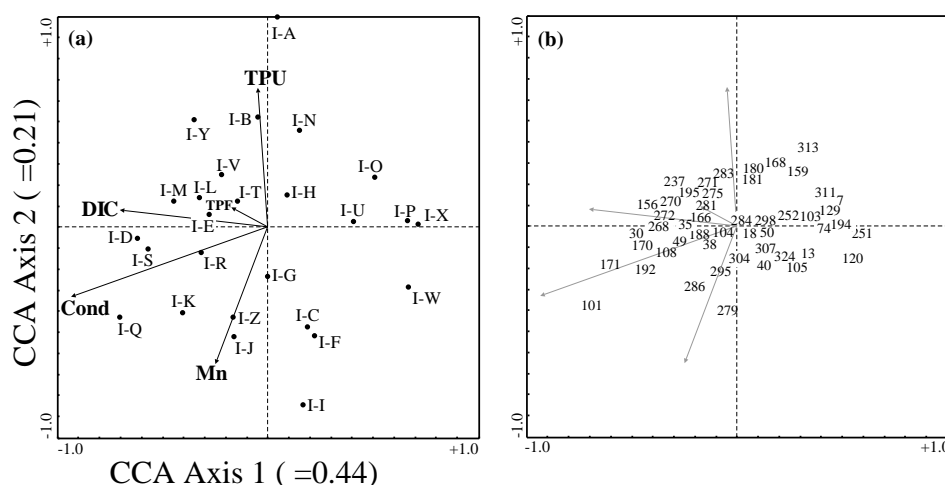 +1.0
(a)
I-A
TPU
I-B
I-N
I-Y
I-V
I-O
I-M
I-L
I-T
I-H
TPF
DIC
I-E
I-U
I-P
I-X
I-D
I-S
I-R
I-G
Cond
I-K
I-W
I-Q
I-Z
I-C
I-J
I-F
Mn
I-I
-1.0
-1.0
+1.0
CCA Axis 1 ( =0.44)
CCA Axis 2 ( =0.21)
+1.0
(b)
313
283
180
168
159
237
271
181
195
275
311
156
270
281
7
272
166
252
103
129
268
35
284
298
74
194
30
188
104
18
50
251
170
49
38
307
13
108
304
324
120
171
192
295
40
105
286
101
279
-1.0
-1.0
+1.0